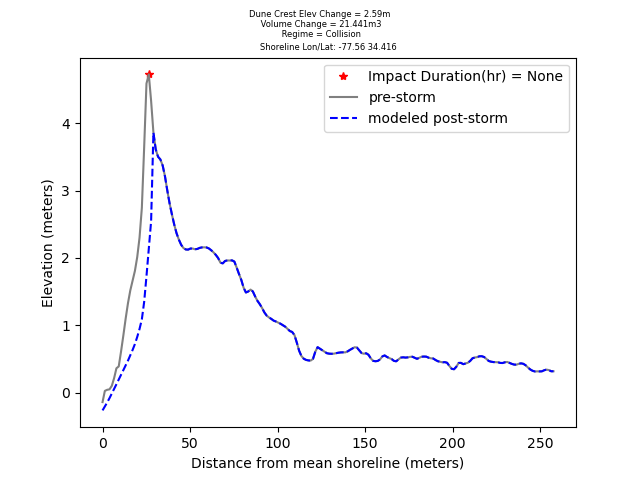 Dune Crest Elev Change = 2.59m
Volume Change = 21.441m3
Regime = Collision
Shoreline Lon/Lat: -77.56 34.416
Impact Duration(hr) = None
pre-storm
modeled post-storm
Elevation (meters)
4
3
2
1
0
0 50 100 150 200 250
Distance from mean shoreline (meters)